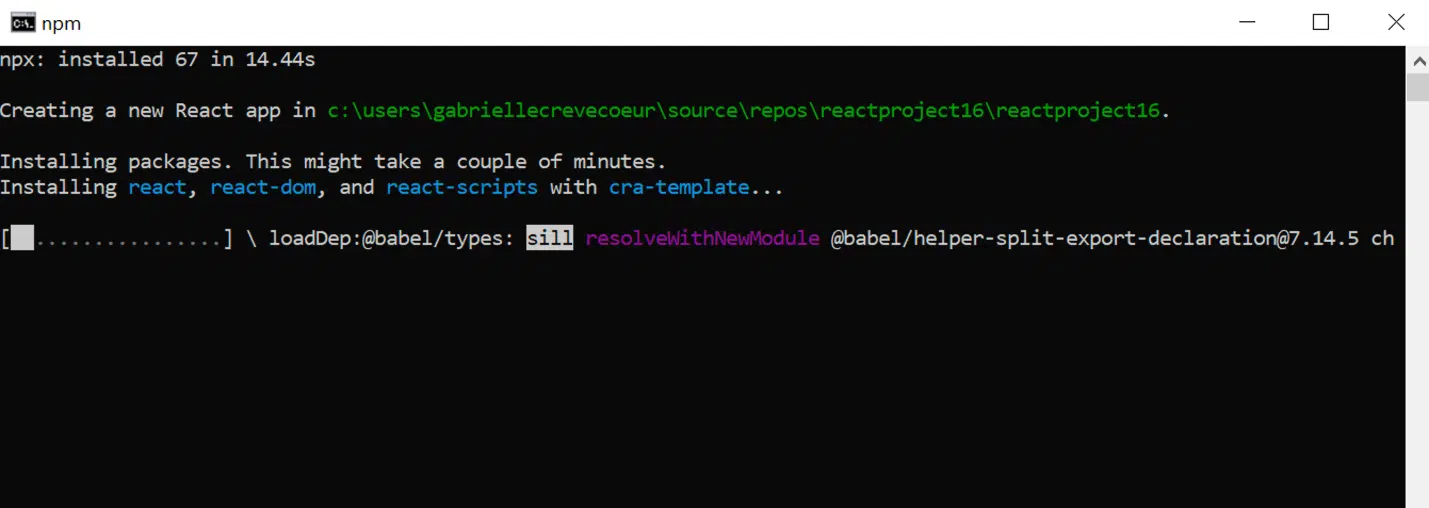 npm
npx: installed 67 in 14.44s
Creating a new React app in c:\users\gabriellecrevecoeur\source\repos\reactproject16\reactproject16.
Installing packages. This might take a couple of minutes.
Installing react, react-dom, and react-scripts with cra-template...
[  ................] \ loadDep:@babel/types: sill resolveWithNewModule @babel/helper-split-export-declaration@7.14.5 ch